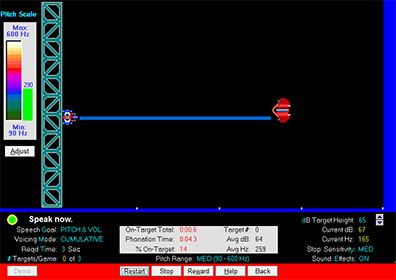 Pitch Scale
Max:
600 Hz
290
Min:
90 Hz
Adjust
Speak now.
Speech Goal: PITCH & VOL
Voicing Mode: CUMULATIVE
Reqd Time: 3 Sec
# Targets/Game: 0 of 3
On-Target Total: 0:00.6
Phonation Time: 0:04.3
% On-Target: 14
Target #: 0
Avg dB: 64
Avg Hz: 259
Pitch Range: MED (90 - 600 Hz)
dB Target Height: 65
Current dB: 67
Current Hz: 165
Stop Sensitivity: MED
Sound Effects: ON
Demo
Restart
Stop
Reward
Help
Back